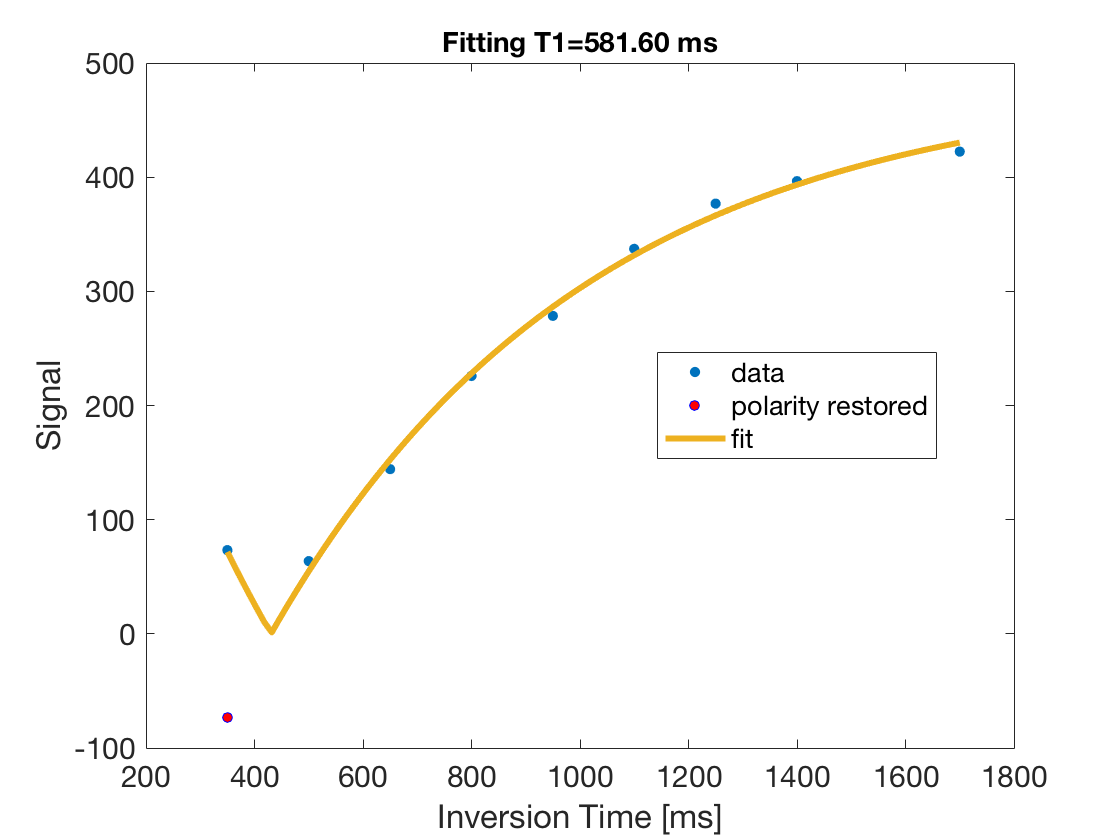 Fitting T1=581.60 ms
500
400
300
200
100
0
-100
Signal
data
polarity restored
fit
200 400 600 800 1000 1200 1400 1600 1800
Inversion Time [ms]